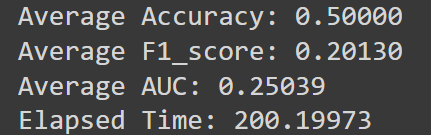 Average Accuracy: 0.50000
Average F1_score: 0.20130
Average AUC: 0.25039
Elapsed Time: 200.19973